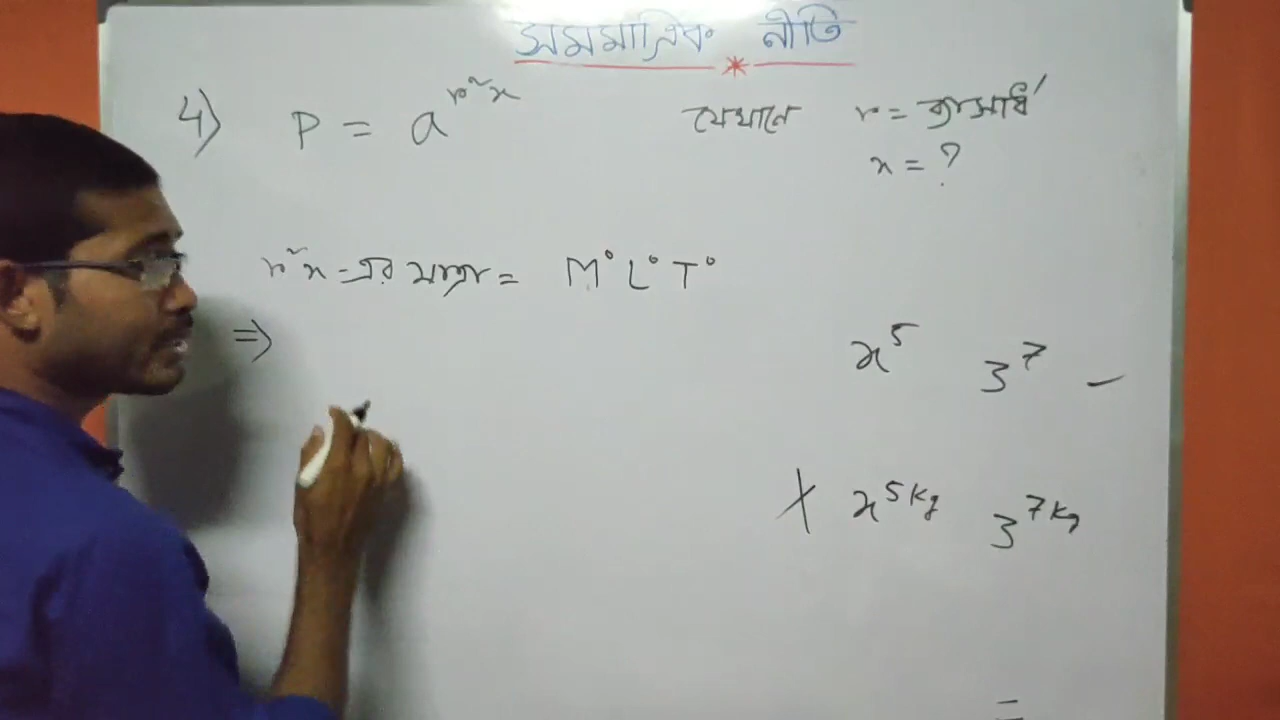 সমমাত্রিক নীতি
4) P = a^r²x যেখানে r = ব্যাসার্ধ
x = ?
r²x - এর মাত্রা = M°L°T°
⇒
x⁵ 3⁷ –
X x⁵ᵏᵍ 3⁷ᵏᵍ
=